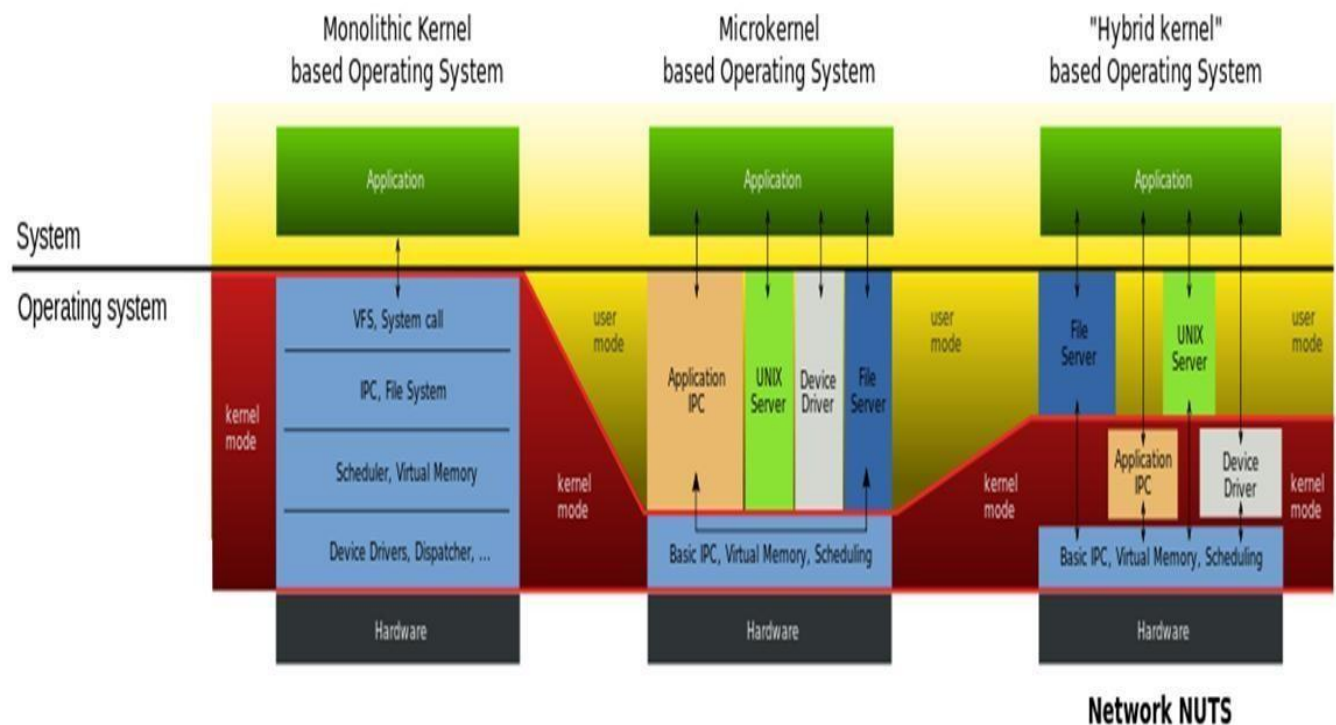 Monolithic Kernel
based Operating System
Microkernel
based Operating System
"Hybrid kernel"
based Operating System
Application
Application
Application
System
Operating system
VFS, System call
IPC, File System
Scheduler, Virtual Memory
Device Drivers, Dispatcher, ...
kernel
mode
user
mode
kernel
mode
Application
IPC
UNIX
Server
Device
Driver
File
Server
Basic IPC, Virtual Memory, Scheduling
user
mode
kernel
mode
File
Server
UNIX
Server
user
mode
Application
IPC
Device
Driver
kernel
mode
Basic IPC, Virtual Memory, Scheduling
Hardware
Hardware
Hardware
Network NUTS